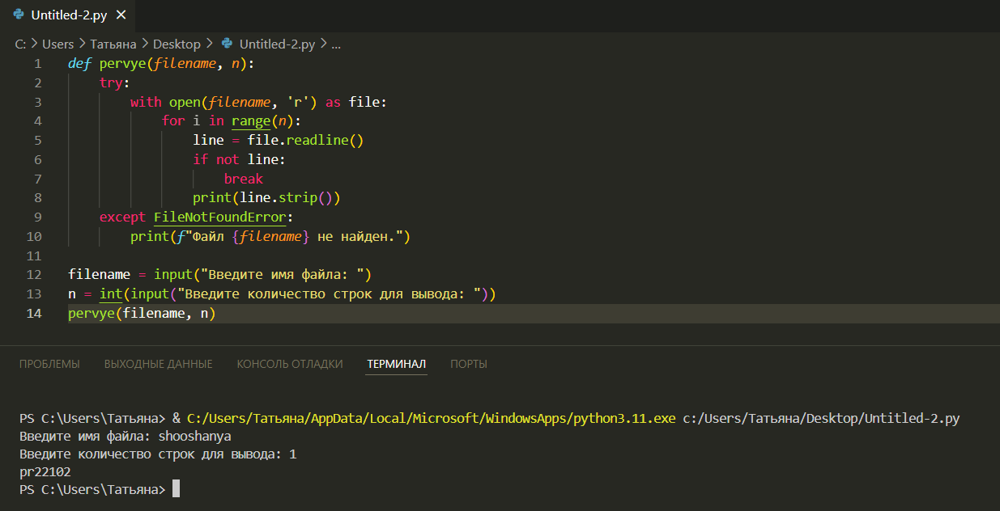 Untitled-2.py ✕
C: > Users > Татьяна > Desktop > Untitled-2.py > ...
1 def pervye(filename, n):
2     try:
3         with open(filename, 'r') as file:
4             for i in range(n):
5                 line = file.readline()
6                 if not line:
7                     break
8                 print(line.strip())
9     except FileNotFoundError:
10         print(f"Файл {filename} не найден.")
11
12 filename = input("Введите имя файла: ")
13 n = int(input("Введите количество строк для вывода: "))
14 pervye(filename, n)
ПРОБЛЕМЫ ВЫХОДНЫЕ ДАННЫЕ КОНСОЛЬ ОТЛАДКИ ТЕРМИНАЛ ПОРТЫ
PS C:\Users\Татьяна> & C:/Users/Татьяна/AppData/Local/Microsoft/WindowsApps/python3.11.exe c:/Users/Татьяна/Desktop/Untitled-2.py
Введите имя файла: shooshanya
Введите количество строк для вывода: 1
pr22102
PS C:\Users\Татьяна>